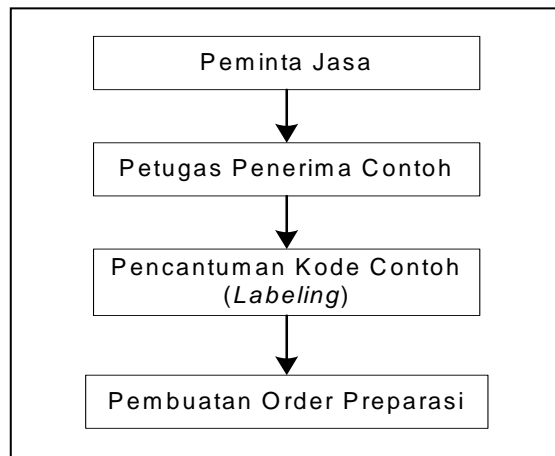 Peminta Jasa
Petugas Penerima Contoh
Pencantuman Kode Contoh
(Labeling)
Pembuatan Order Preparasi